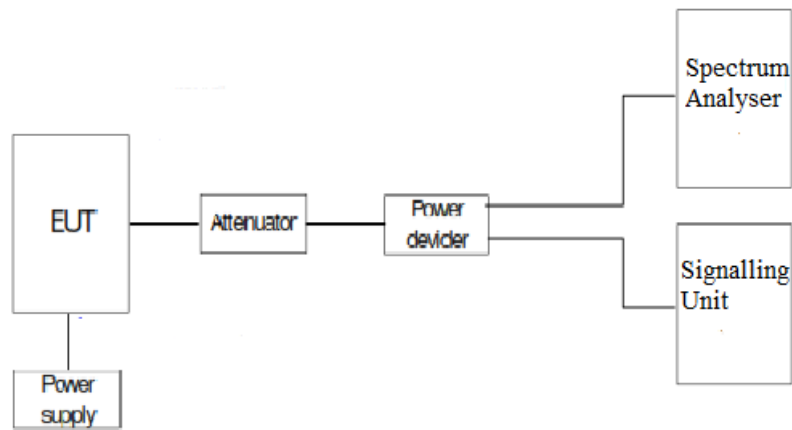 Spectrum
Analyser
EUT
Attenuator
Power
devider
Signalling
Unit
Power
supply